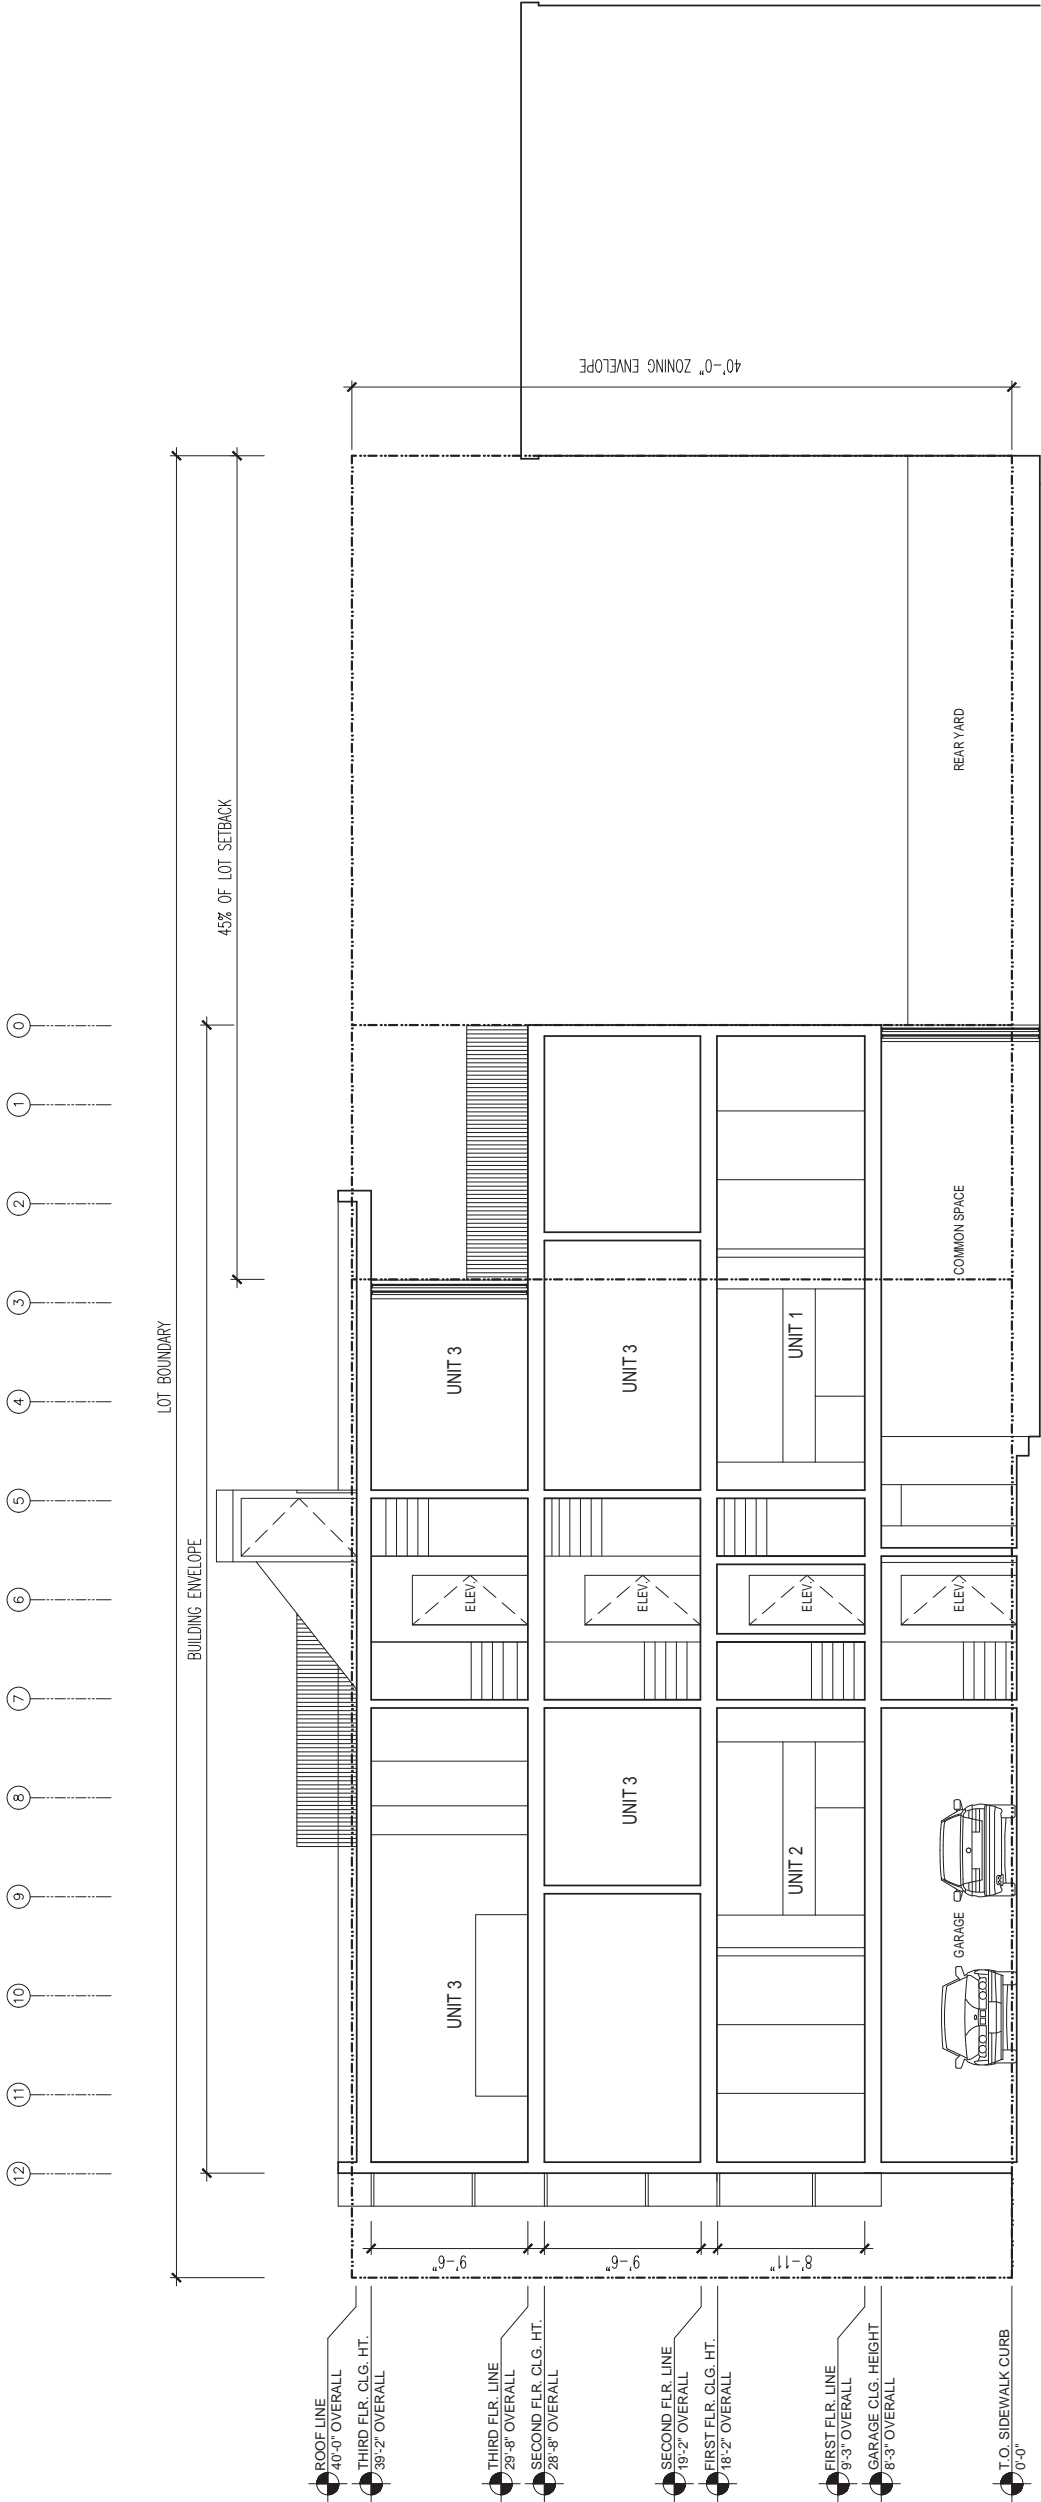 12
11
10
9
8
7
6
5
4
3
2
1
0
LOT BOUNDARY
BUILDING ENVELOPE
45% OF LOT SETBACK
40'-0" ZONING ENVELOPE
ROOF LINE
40'-0" OVERALL
THIRD FLR. CLG. HT.
39'-2" OVERALL
9'-6"
UNIT 3
ELEV.
UNIT 3
THIRD FLR. LINE
29'-8" OVERALL
SECOND FLR. CLG. HT.
28'-8" OVERALL
9'-6"
UNIT 3
ELEV.
UNIT 3
SECOND FLR. LINE
19'-2" OVERALL
FIRST FLR. CLG. HT.
18'-2" OVERALL
8'-11"
UNIT 2
ELEV.
UNIT 1
FIRST FLR. LINE
9'-3" OVERALL
GARAGE CLG. HEIGHT
8'-3" OVERALL
GARAGE
ELEV.
COMMON SPACE
REAR YARD
T.O. SIDEWALK CURB
0'-0"